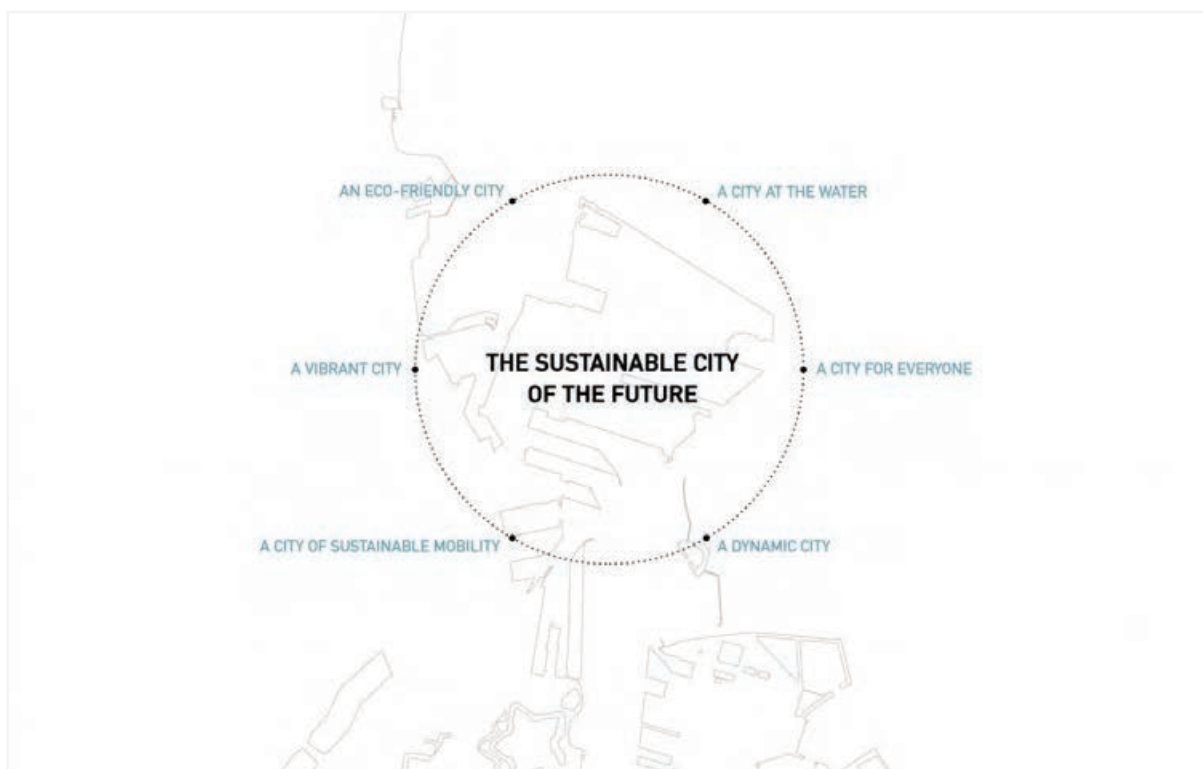 AN ECO-FRIENDLY CITY
A CITY AT THE WATER
A VIBRANT CITY
THE SUSTAINABLE CITY
OF THE FUTURE
A CITY FOR EVERYONE
A CITY OF SUSTAINABLE MOBILITY
A DYNAMIC CITY